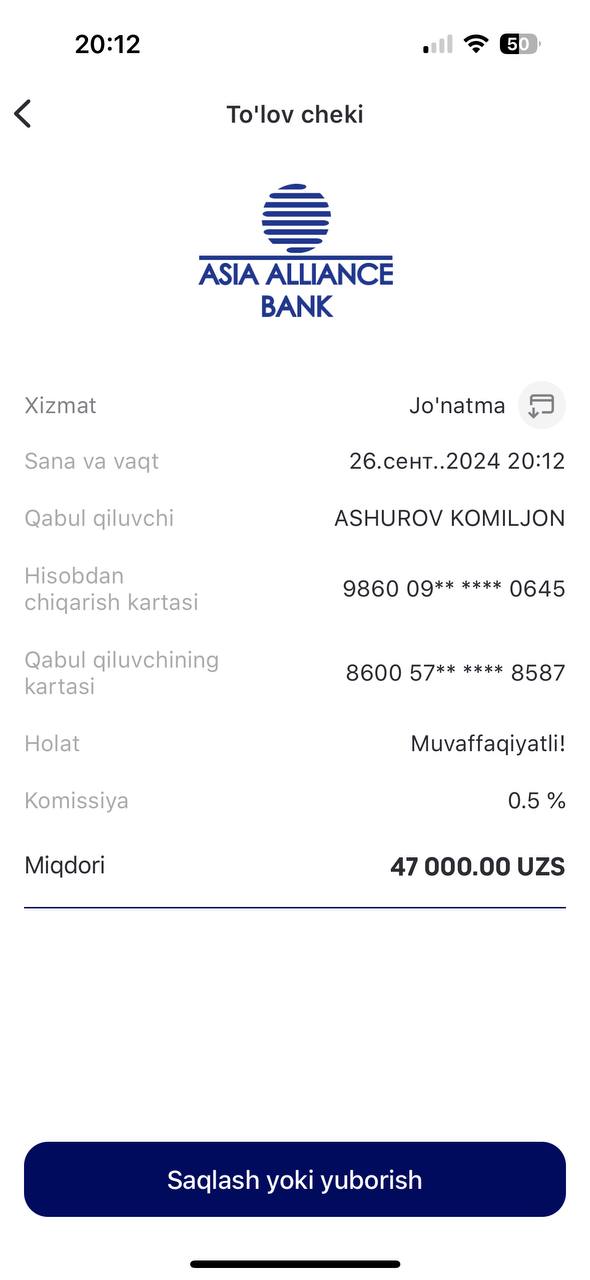 20:12
50
To'lov cheki
ASIA ALLIANCE
BANK
Xizmat Jo'natma
Sana va vaqt 26.сент..2024 20:12
Qabul qiluvchi ASHUROV KOMILJON
Hisobdan
chiqarish kartasi 9860 09** **** 0645
Qabul qiluvchining
kartasi 8600 57** **** 8587
Holat Muvaffaqiyatli!
Komissiya 0.5 %
Miqdori 47 000.00 UZS
Saqlash yoki yuborish